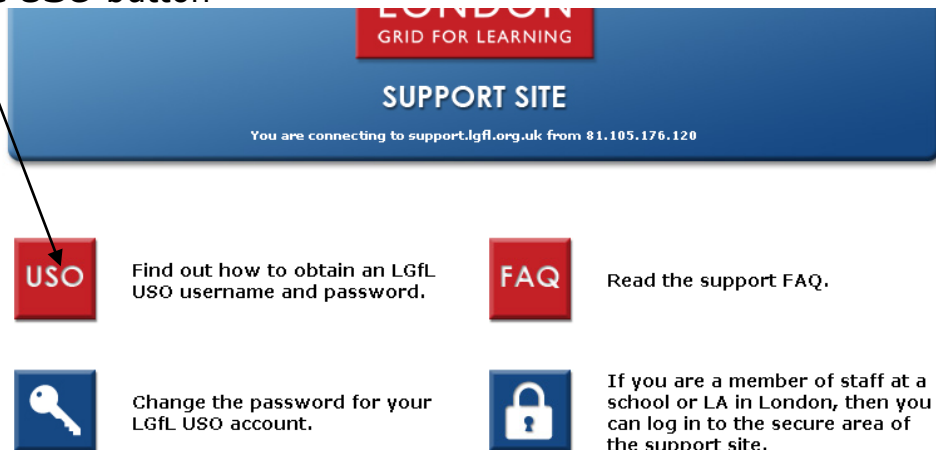 USO button
LONDON
GRID FOR LEARNING
SUPPORT SITE
You are connecting to support.lgfl.org.uk from 81.105.176.120
USO
Find out how to obtain an LGfL
USO username and password.
FAQ
Read the support FAQ.
Change the password for your
LGfL USO account.
If you are a member of staff at a
school or LA in London, then you
can log in to the secure area of
the support site.